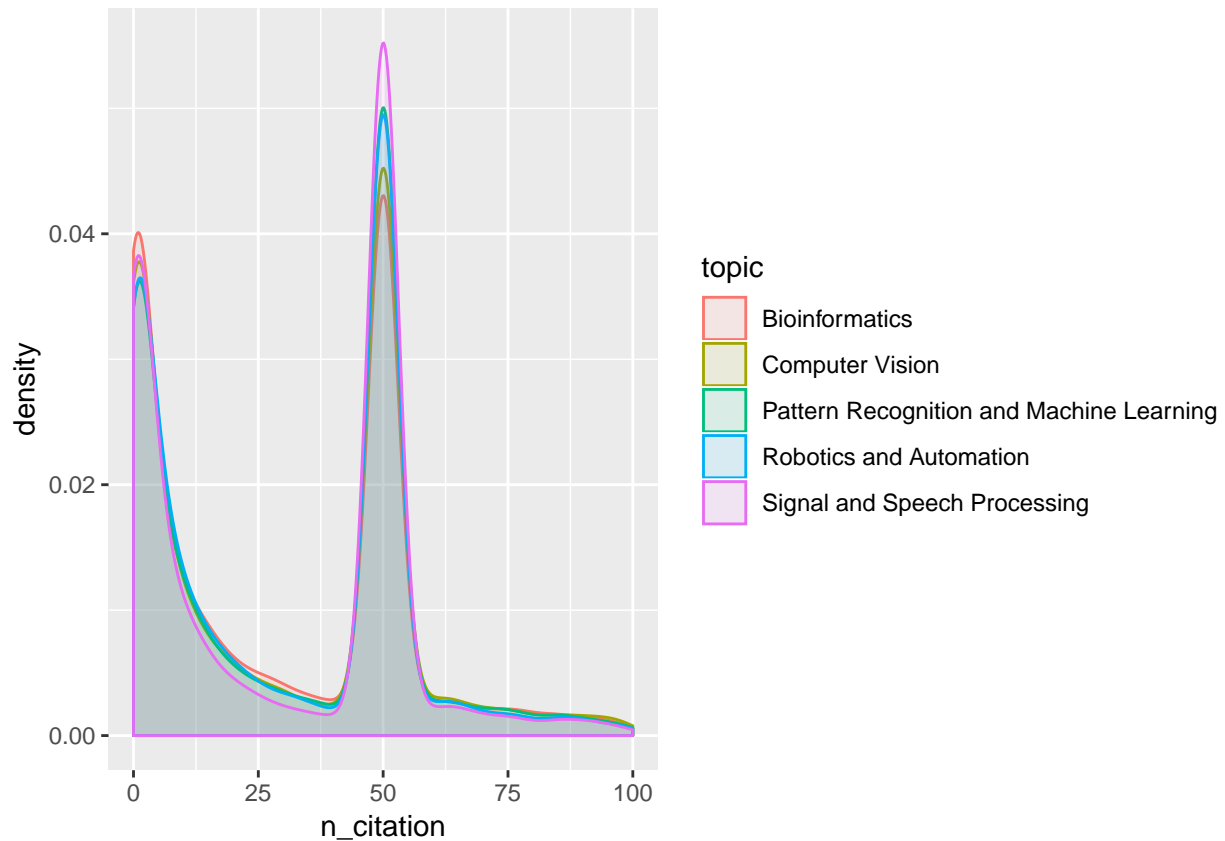 0.04
0.02
0.00
density
0
25
50
75
100
n_citation
topic
Bioinformatics
Computer Vision
Pattern Recognition and Machine Learning
Robotics and Automation
Signal and Speech Processing